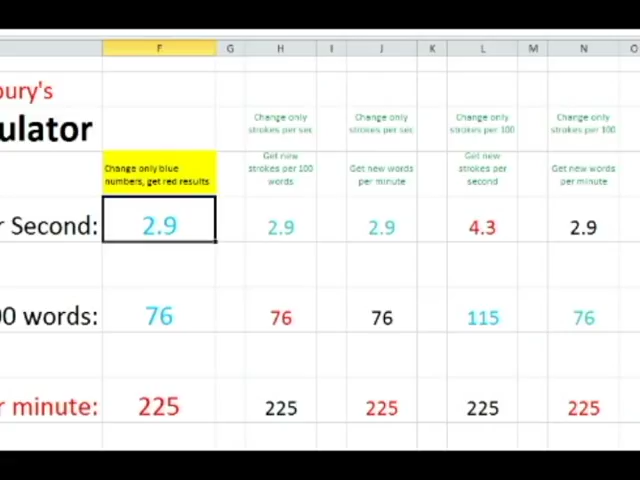 F G H I J K L M N O
bury's
ulator
Change only strokes per sec
Change only strokes per sec
Change only strokes per 100
Change only strokes per 100
Change only blue numbers, get red results
Get new strokes per 100 words
Get new words per minute
Get new strokes per second
Get new words per minute
r Second: 2.9 2.9 2.9 4.3 2.9
00 words: 76 76 76 115 76
r minute: 225 225 225 225 225